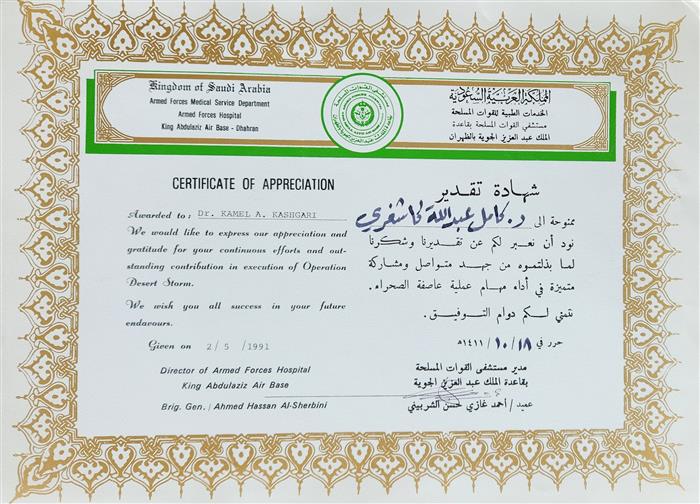 Kingdom of Saudi Arabia
Armed Forces Medical Service Department
Armed Forces Hospital
King Abdulaziz Air Base - Dhahran
المملكة العربية السعودية
الخدمات الطبية للقوات المسلحة
مستشفى القوات المسلحة بقاعدة
الملك عبد العزيز الجوية بالظهران
CERTIFICATE OF APPRECIATION
Awarded to: Dr. KAMEL A. KASHGARI
We would like to express our appreciation and
gratitude for your continuous efforts and out-
standing contribution in execution of Operation
Desert Storm.
We wish you all success in your future
endavours.
Given on 2/5/1991
Director of Armed Forces Hospital
King Abdulaziz Air Base
Brig. Gen./Ahmed Hassan Al-Sherbini
شهادة تقدير
ممنوحة الى د. كامل عبدالله كاشغري
نود أن نعبر لكم عن تقديرنا وشكرنا
لما بذلتموه من جهد متواصل ومشاركة
متميزة في أداء مهام عملية عاصفة الصحراء.
نتمنى لكم دوام التوفيق.
حرر في ١٨/١٠/١٤١١ه
مدير مستشفى القوات المسلحة
بقاعدة الملك عبد العزيز الجوية
عميد/أحمد غازي حسن الشربيني